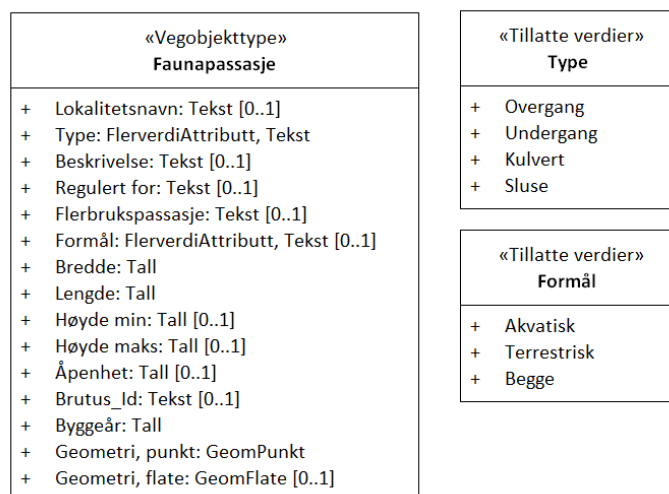 «Vegobjekttype»
Faunapassasje
+ Lokalitetsnavn: Tekst [0..1]
+ Type: FlerverdiAttributt, Tekst
+ Beskrivelse: Tekst [0..1]
+ Regulert for: Tekst [0..1]
+ Flerbrukspassasje: Tekst [0..1]
+ Formål: FlerverdiAttributt, Tekst [0..1]
+ Bredde: Tall
+ Lengde: Tall
+ Høyde min: Tall [0..1]
+ Høyde maks: Tall [0..1]
+ Åpenhet: Tall [0..1]
+ Brutus_Id: Tekst [0..1]
+ Byggeår: Tall
+ Geometri, punkt: GeomPunkt
+ Geometri, flate: GeomFlate [0..1]
«Tillatte verdier»
Type
+ Overgang
+ Undergang
+ Kulvert
+ Sluse
«Tillatte verdier»
Formål
+ Akvatisk
+ Terrestrisk
+ Begge